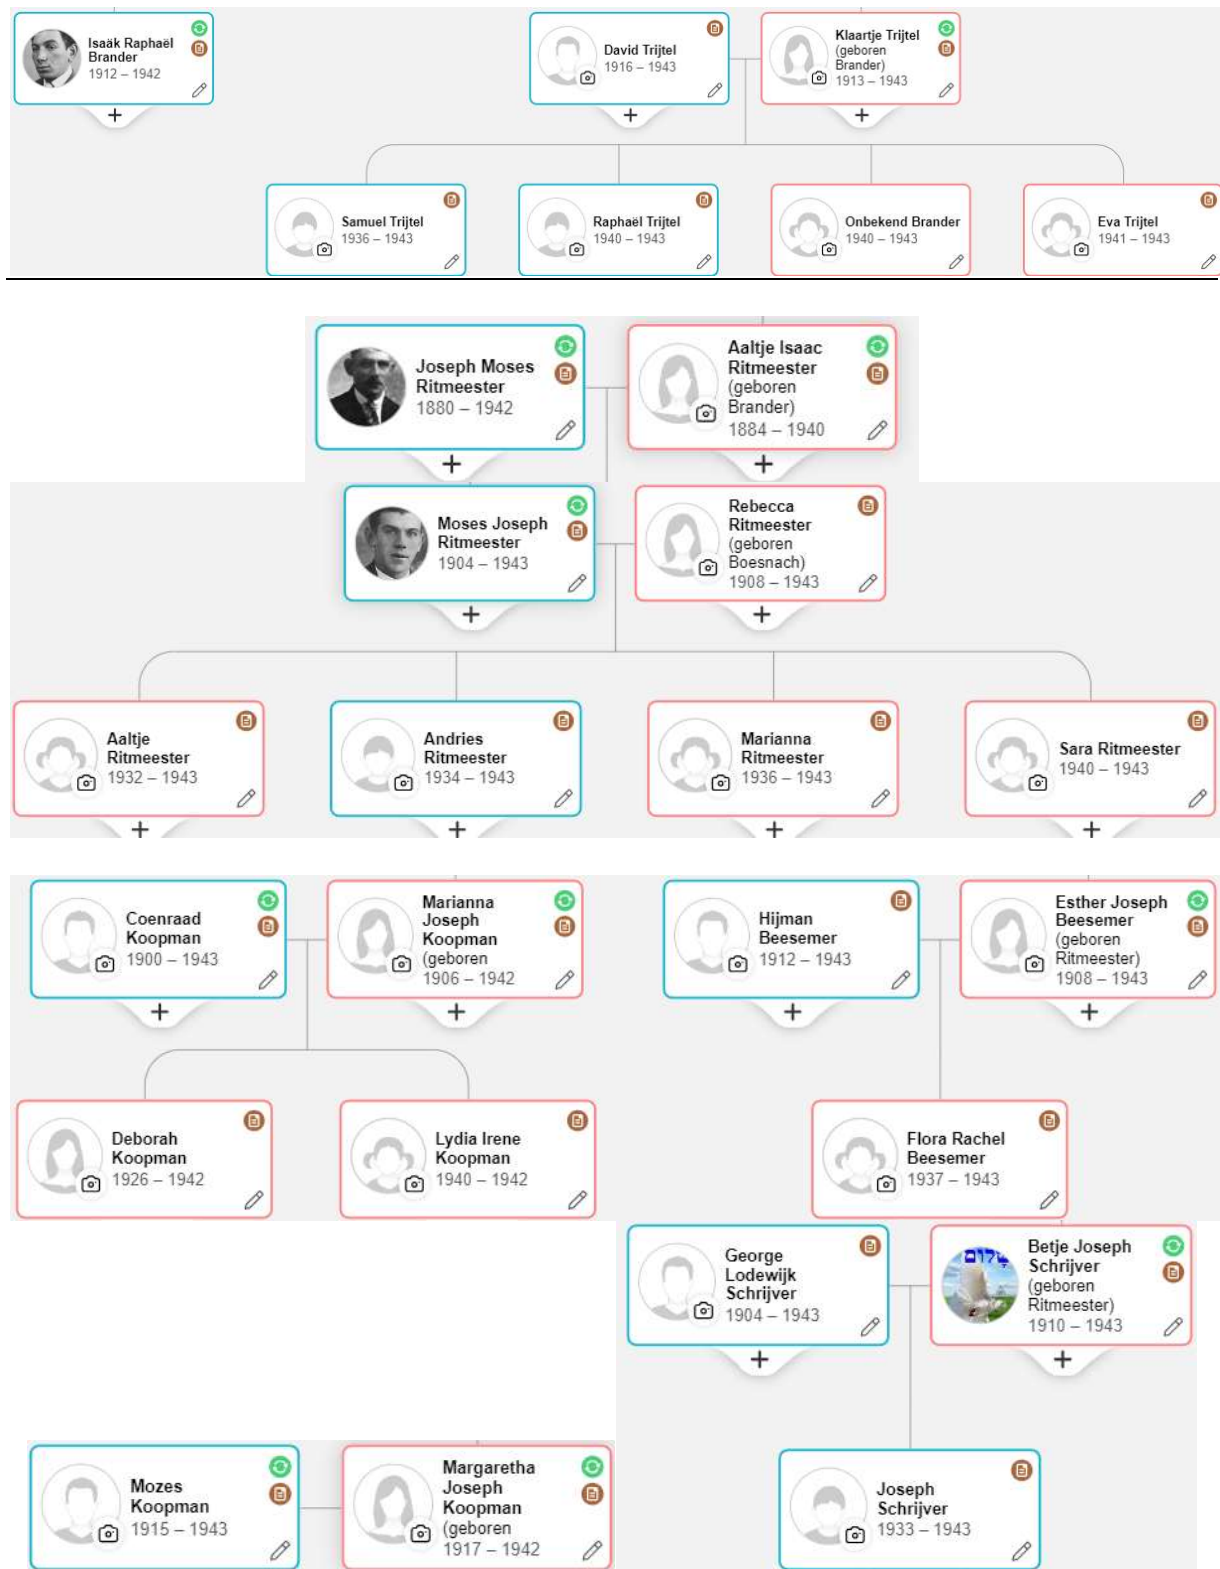 Isaäk Raphaël
Brander
1912 – 1942
David Trijtel
1916 – 1943
Klaartje Trijtel
(geboren
Brander)
1913 – 1943
Samuel Trijtel
1936 – 1943
Raphaël Trijtel
1940 – 1943
Onbekend Brander
1940 – 1943
Eva Trijtel
1941 – 1943
Joseph Moses
Ritmeester
1880 – 1942
Aaltje Isaac
Ritmeester
(geboren
Brander)
1884 – 1940
Moses Joseph
Ritmeester
1904 – 1943
Rebecca
Ritmeester
(geboren
Boesnach)
1908 – 1943
Aaltje
Ritmeester
1932 – 1943
Andries
Ritmeester
1934 – 1943
Marianna
Ritmeester
1936 – 1943
Sara Ritmeester
1940 – 1943
Coenraad
Koopman
1900 – 1943
Marianna
Joseph
Koopman
(geboren
1906 – 1942
Hijman
Beesemer
1912 – 1943
Esther Joseph
Beesemer
(geboren
Ritmeester)
1908 – 1943
Deborah
Koopman
1926 – 1942
Lydia Irene
Koopman
1940 – 1942
Flora Rachel
Beesemer
1937 – 1943
George
Lodewijk
Schrijver
1904 – 1943
שלום
Betje Joseph
Schrijver
(geboren
Ritmeester)
1910 – 1943
Mozes
Koopman
1915 – 1943
Margaretha
Joseph
Koopman
(geboren
1917 – 1942
Joseph
Schrijver
1933 – 1943